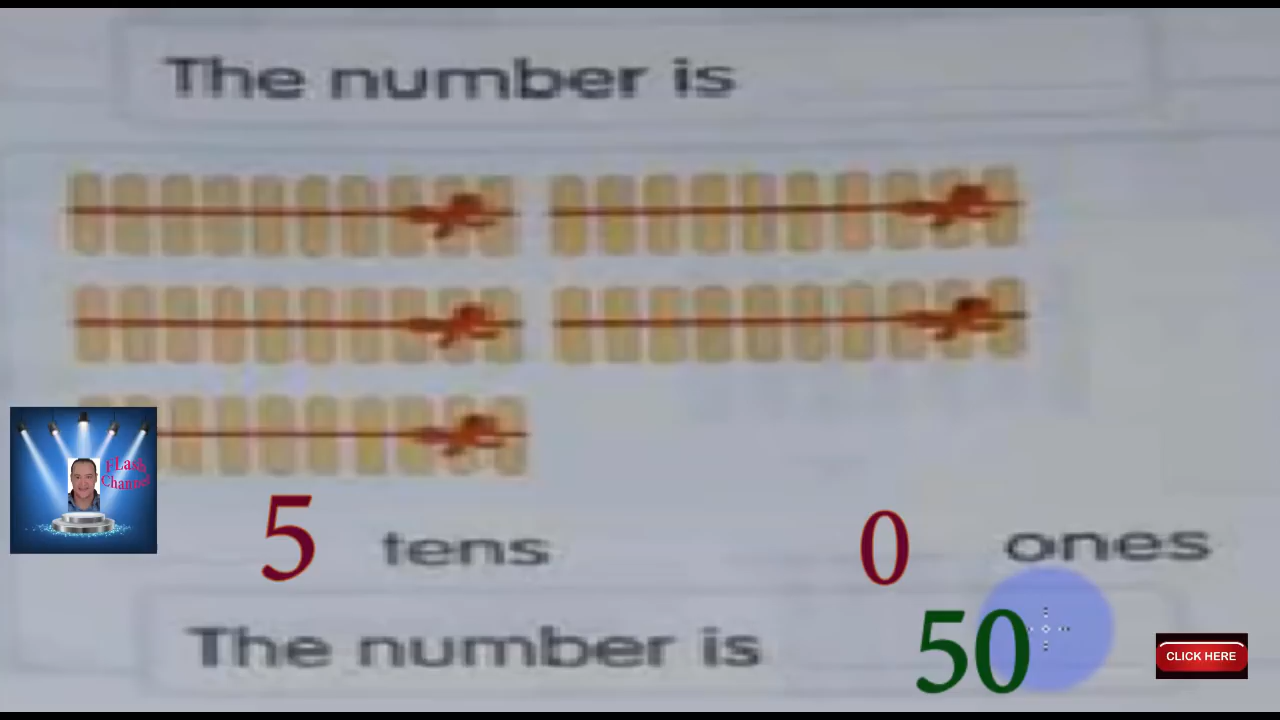 The number is
FLash
Channel
5 tens 0 ones
The number is 50
CLICK HERE